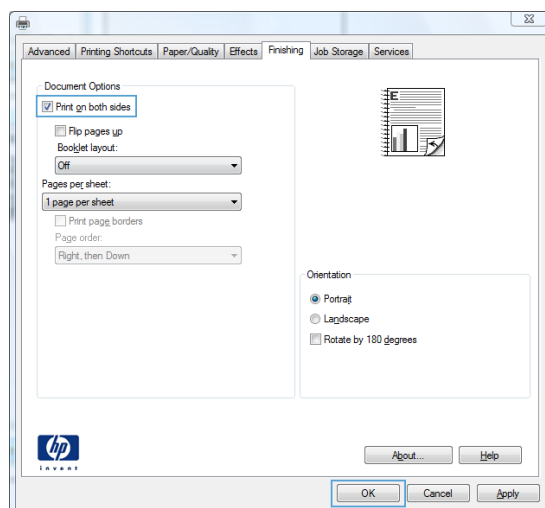 Advanced Printing Shortcuts Paper/Quality Effects Finishing Job Storage Services
Document Options
Print on both sides
Flip pages up
Booklet layout:
Off
Pages per sheet:
1 page per sheet
Print page borders
Page order:
Right, then Down
E
Orientation
Portrait
Landscape
Rotate by 180 degrees
hp
invent
About... Help
OK Cancel Apply